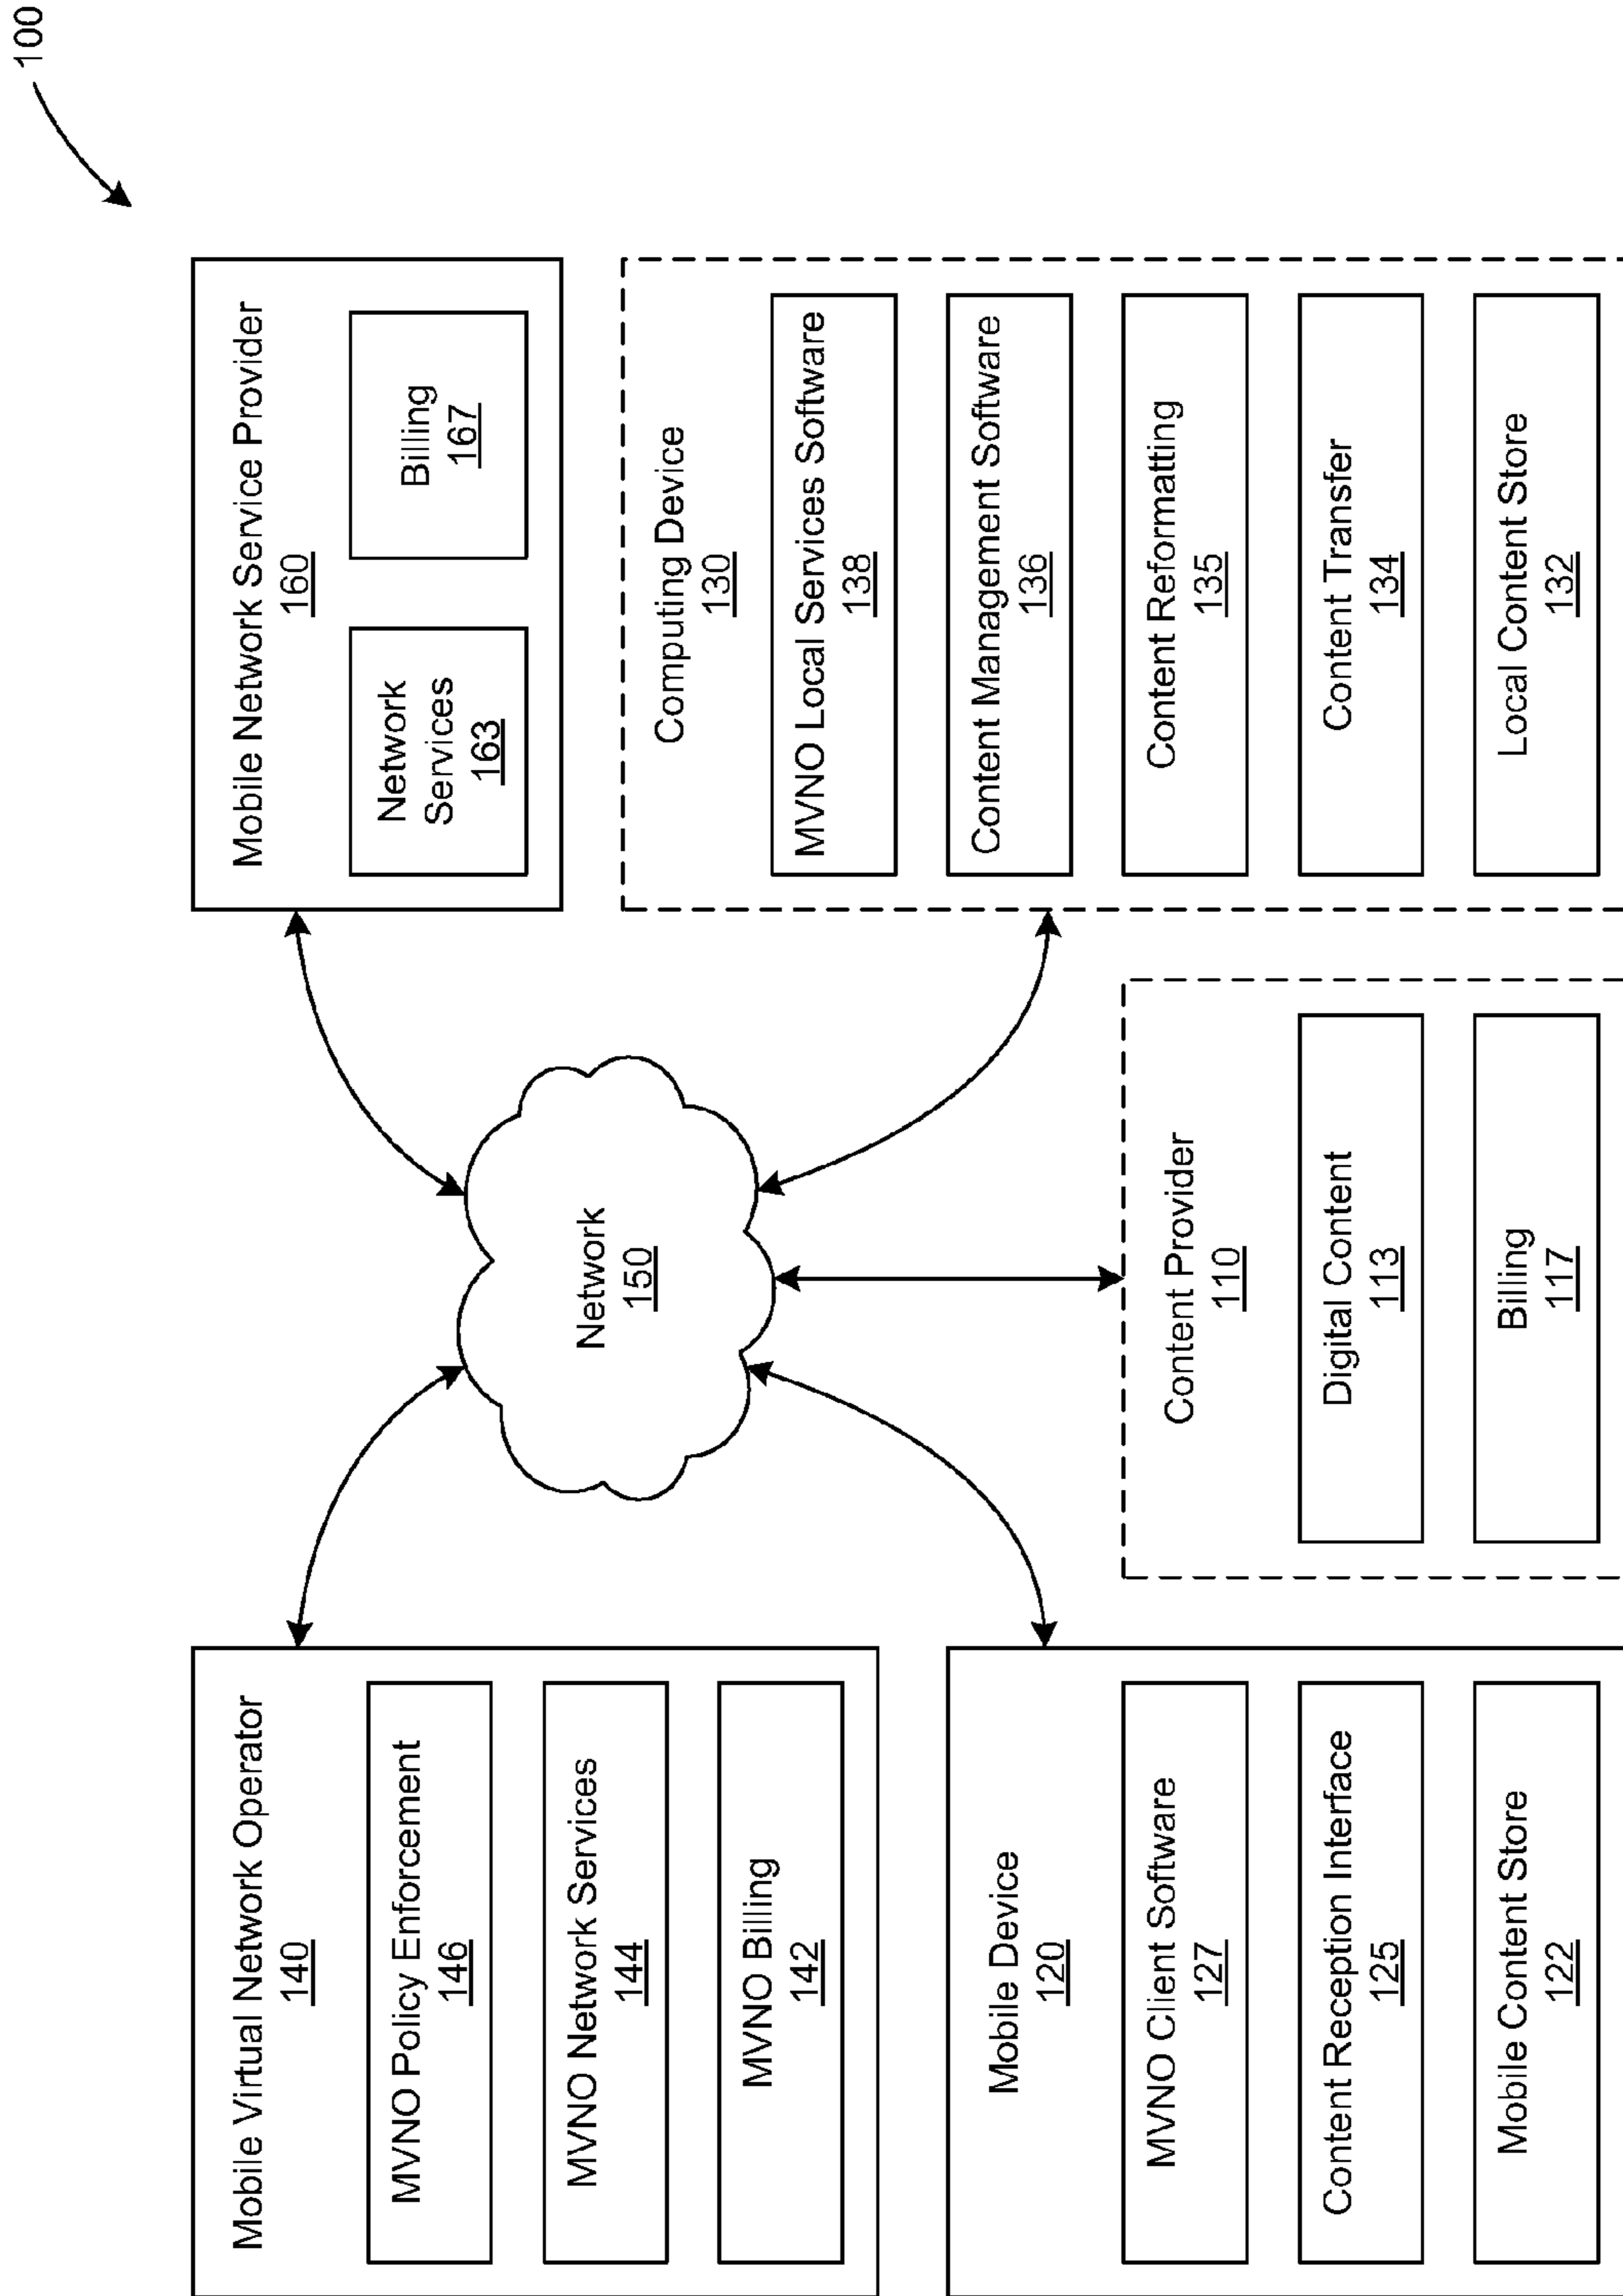 100
Mobile Virtual Network Operator
140
MVNO Policy Enforcement
146
MVNO Network Services
144
MVNO Billing
142
Mobile Network Service Provider
160
Network
Services
163
Billing
167
Network
150
Mobile Device
120
MVNO Client Software
127
Content Reception Interface
125
Mobile Content Store
122
Content Provider
110
Digital Content
113
Billing
117
Computing Device
130
MVNO Local Services Software
138
Content Management Software
136
Content Reformatting
135
Content Transfer
134
Local Content Store
132